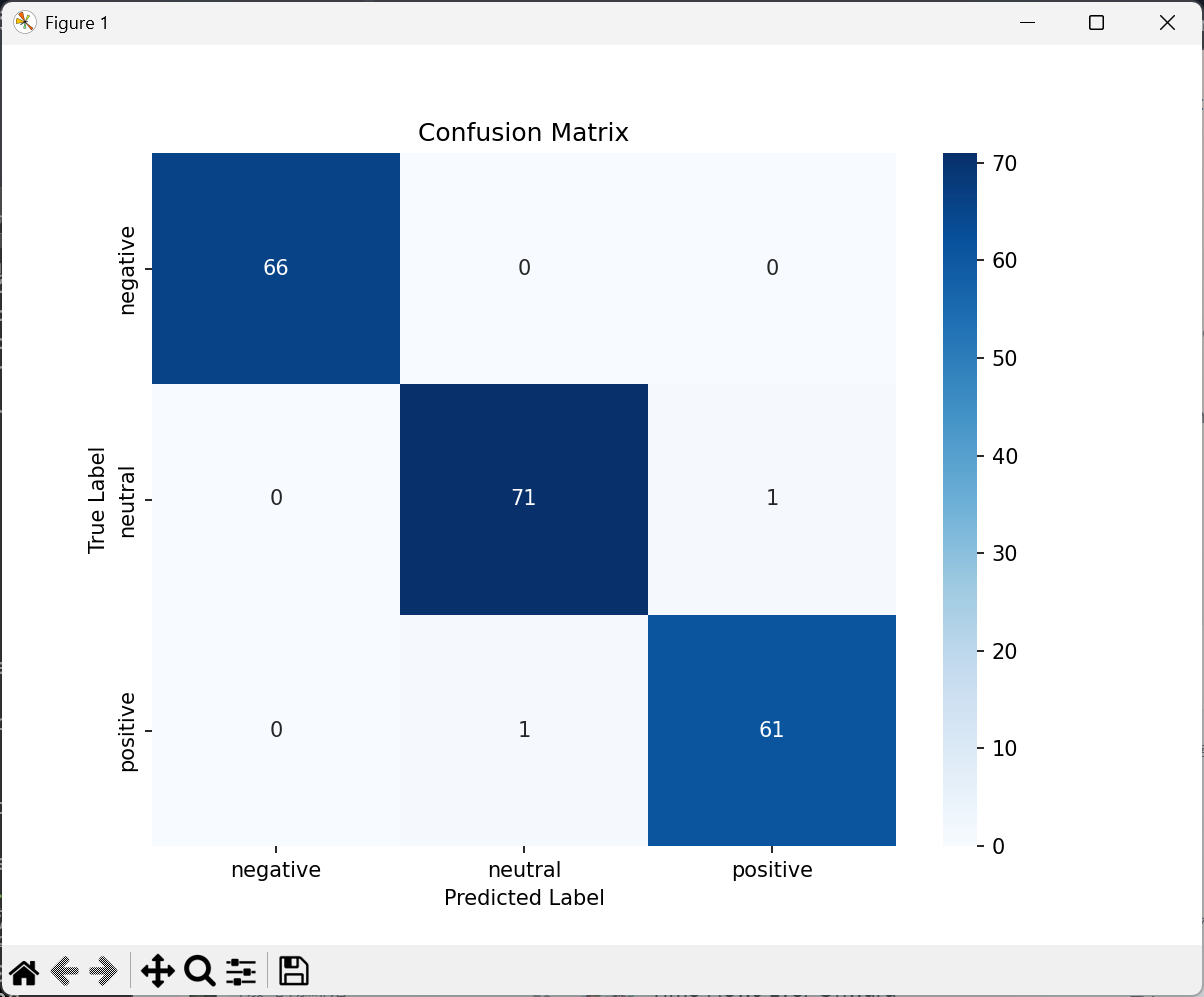 Figure 1
Confusion Matrix
negative 66 0 0
neutral 0 71 1
positive 0 1 61
True Label
negative neutral positive
Predicted Label
70
60
50
40
30
20
10
0